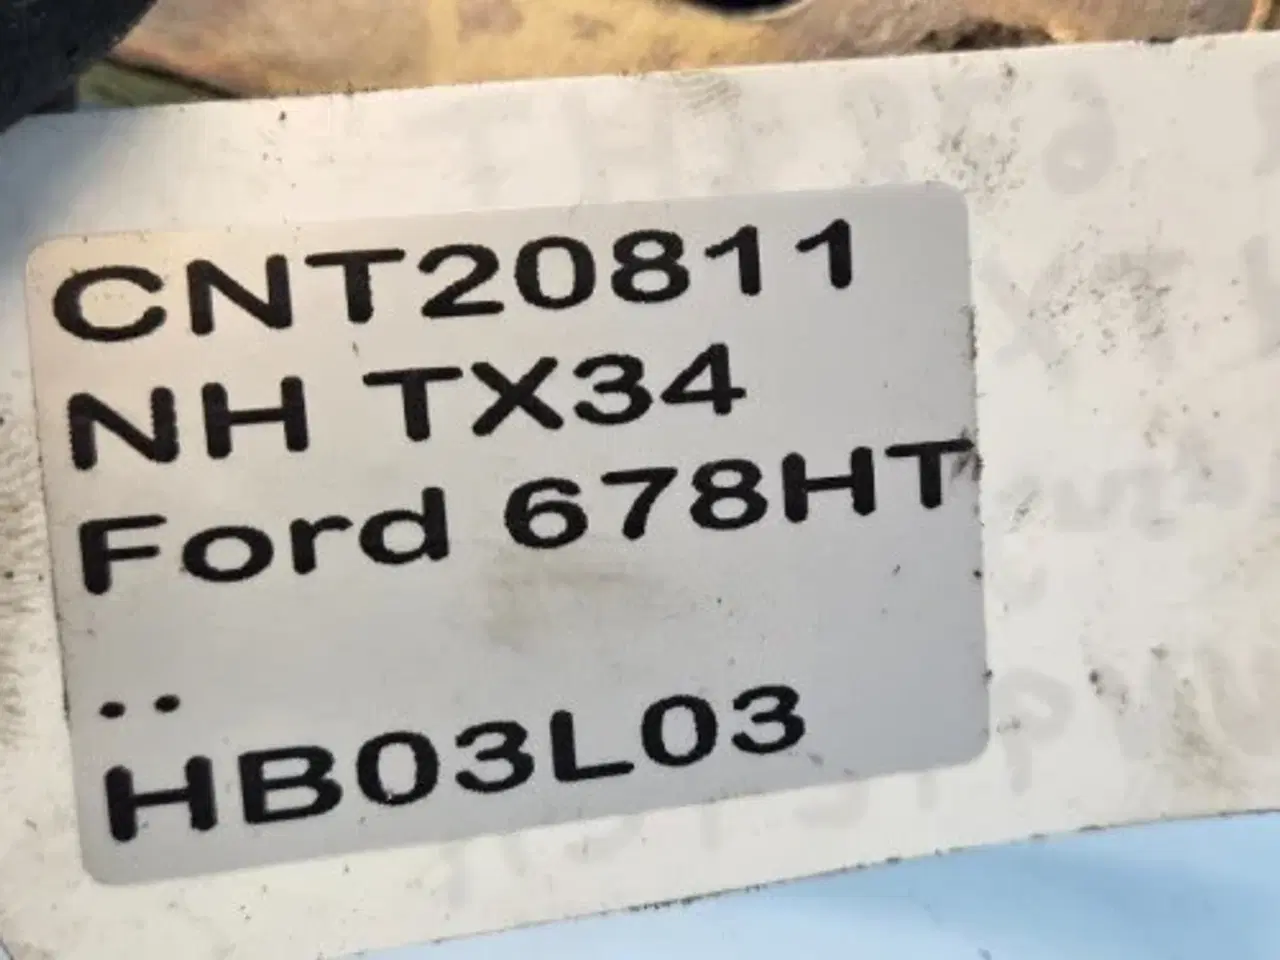 CNT20811
NH TX34
Ford 678HT
..
HB03L03